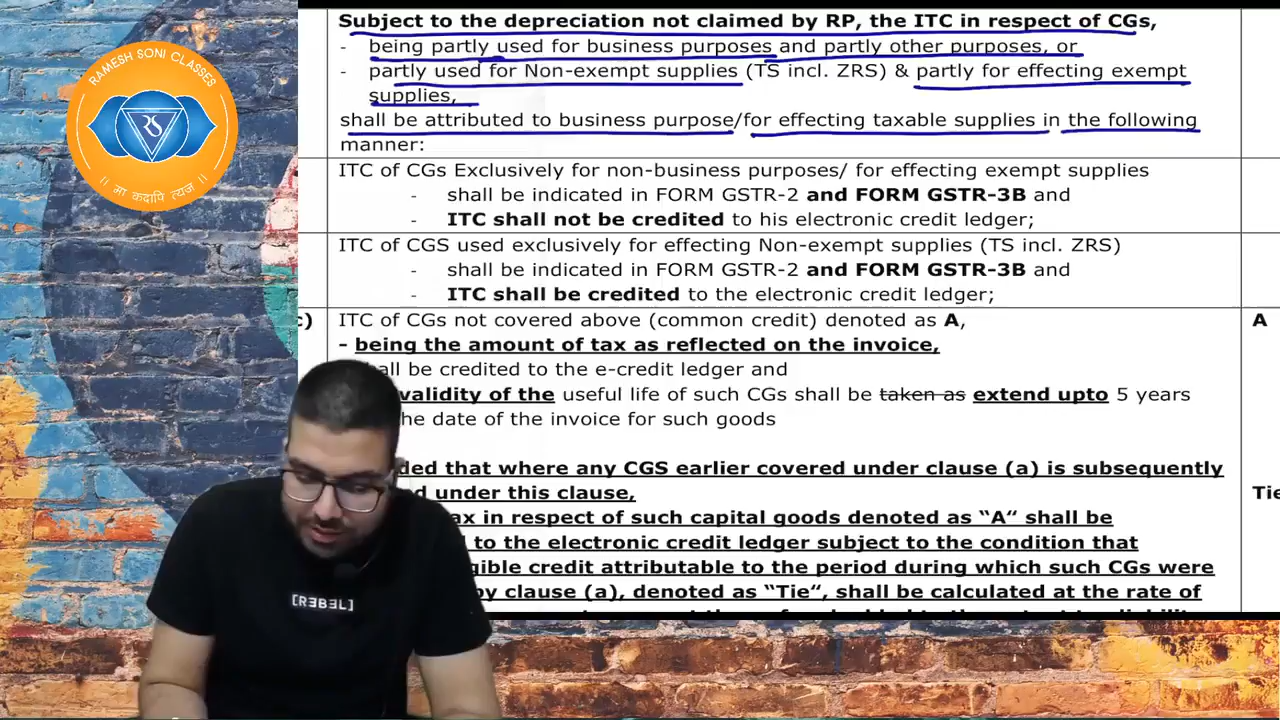 RAMESH SONI CLASSES
RS
|| मा कदापि त्यज ||
Subject to the depreciation not claimed by RP, the ITC in respect of CGs,
- being partly used for business purposes and partly other purposes, or
- partly used for Non-exempt supplies (TS incl. ZRS) & partly for effecting exempt
supplies,
shall be attributed to business purpose/for effecting taxable supplies in the following
manner:
ITC of CGs Exclusively for non-business purposes/ for effecting exempt supplies
- shall be indicated in FORM GSTR-2 and FORM GSTR-3B and
- ITC shall not be credited to his electronic credit ledger;
ITC of CGS used exclusively for effecting Non-exempt supplies (TS incl. ZRS)
- shall be indicated in FORM GSTR-2 and FORM GSTR-3B and
- ITC shall be credited to the electronic credit ledger;
c) ITC of CGs not covered above (common credit) denoted as A, A
- being the amount of tax as reflected on the invoice,
hall be credited to the e-credit ledger and
validity of the useful life of such CGs shall be taken as extend upto 5 years
he date of the invoice for such goods
ded that where any CGS earlier covered under clause (a) is subsequently
d under this clause, Tie
ax in respect of such capital goods denoted as “A” shall be
to the electronic credit ledger subject to the condition that
gible credit attributable to the period during which such CGs were
by clause (a), denoted as “Tie”, shall be calculated at the rate of
[REBEL]